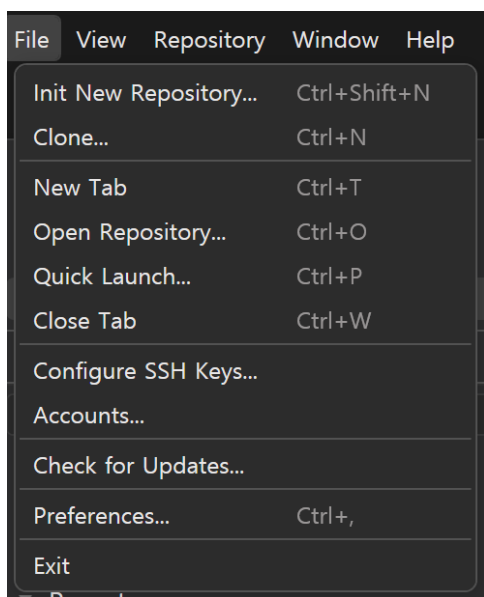 File View Repository Window Help
Init New Repository... Ctrl+Shift+N
Clone... Ctrl+N
New Tab Ctrl+T
Open Repository... Ctrl+O
Quick Launch... Ctrl+P
Close Tab Ctrl+W
Configure SSH Keys...
Accounts...
Check for Updates...
Preferences... Ctrl+,
Exit